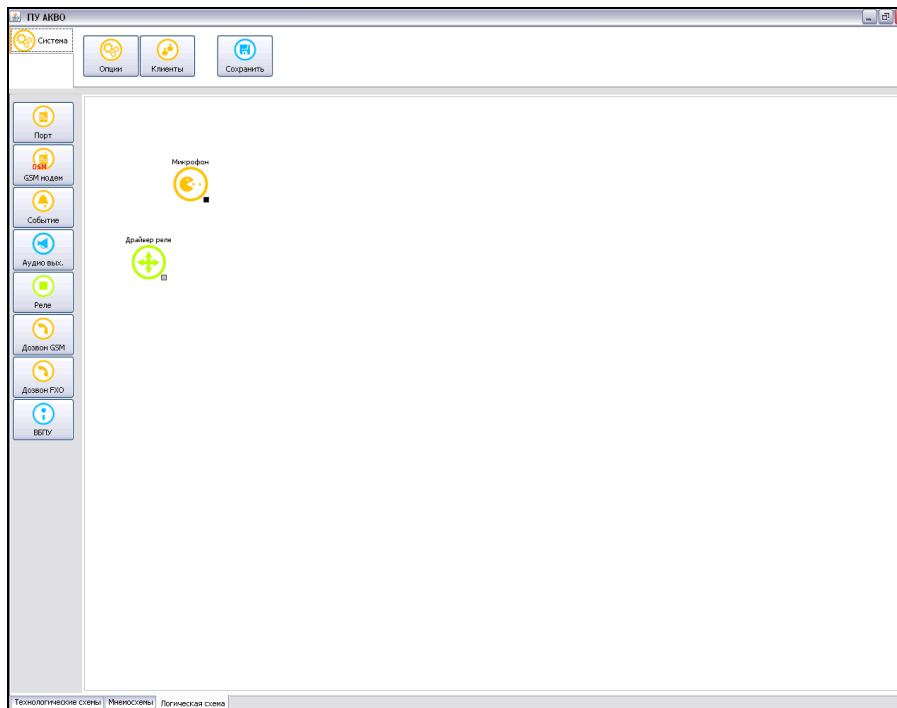 ПУ АКВО
Система
Опции
Клиенты
Сохранить
Порт
GSM
GSM модем
Событие
Аудио вых.
Реле
Дозвон GSM
Дозвон FXO
ВБПУ
Микрофон
Драйвер реле
Технологические схемы
Мнемосхемы
Логическая схема